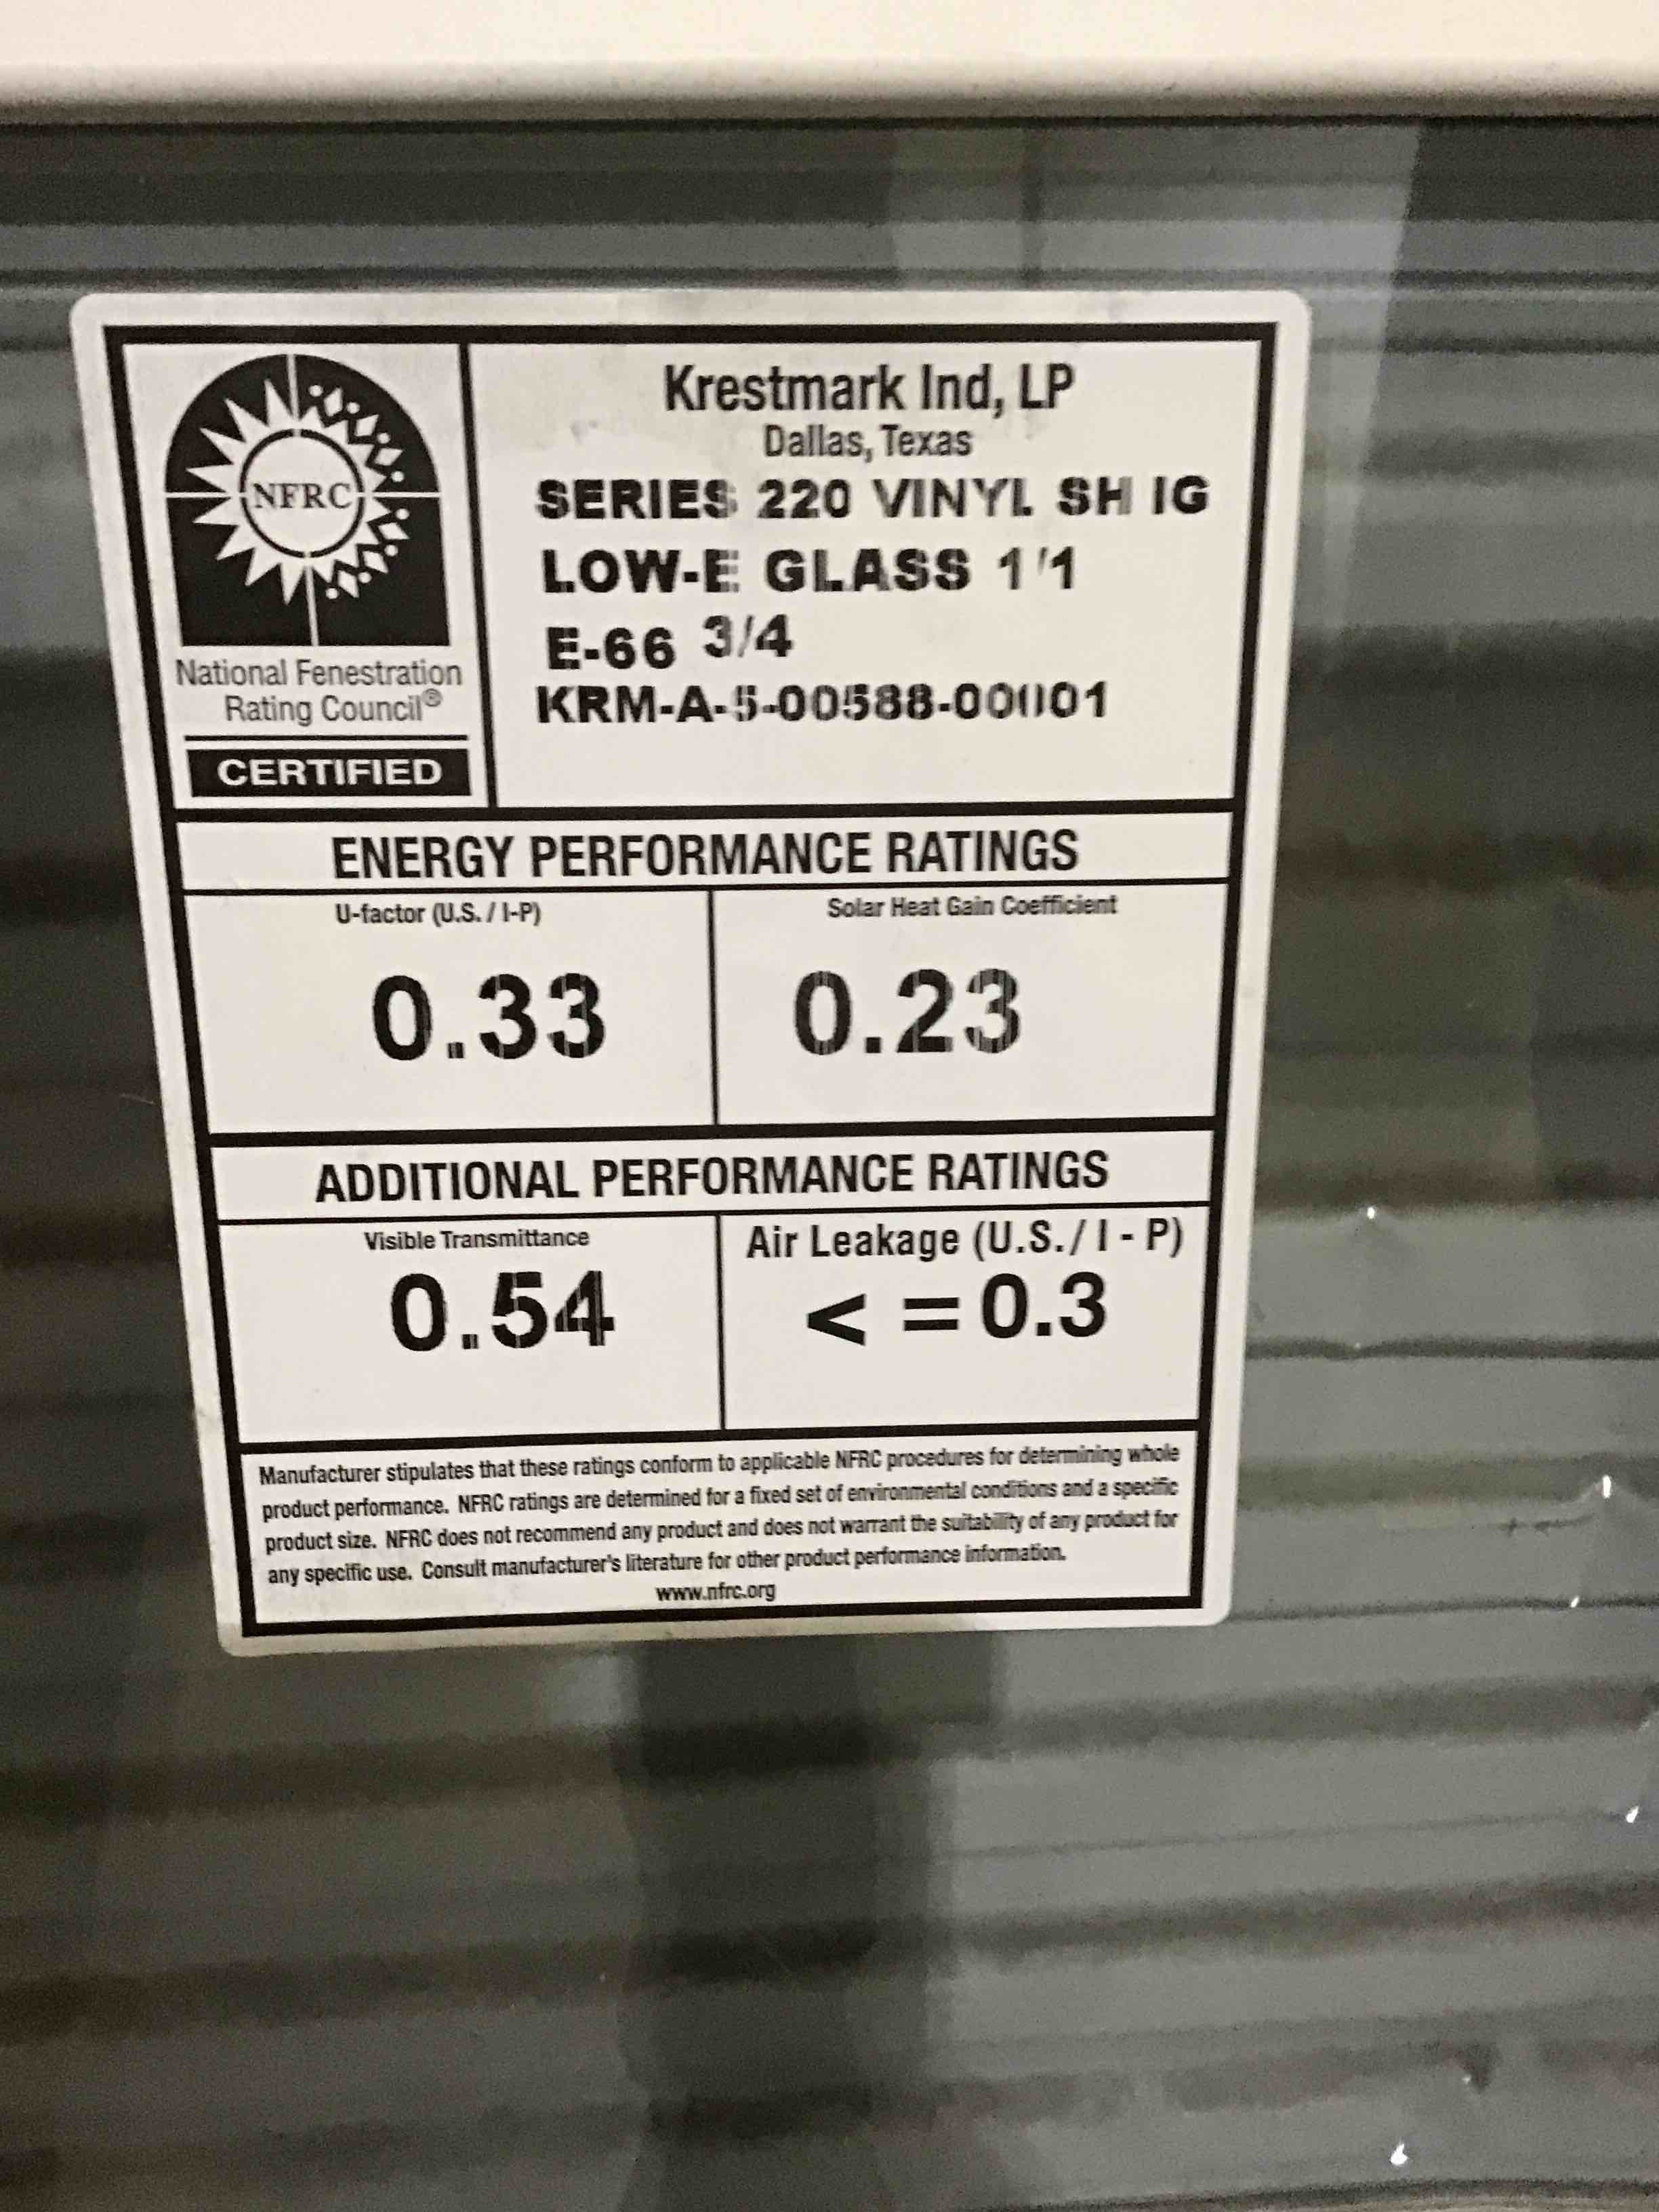 NFRC
National Fenestration
Rating Council®
CERTIFIED
Krestmark Ind, LP
Dallas, Texas
SERIES 220 VINYL SH IG
LOW-E GLASS 1'1
E-66 3/4
KRM-A-5-00588-00001
ENERGY PERFORMANCE RATINGS
U-factor (U.S. / I-P)
0.33
Solar Heat Gain Coefficient
0.23
ADDITIONAL PERFORMANCE RATINGS
Visible Transmittance
0.54
Air Leakage (U.S./ I - P)
< = 0.3
Manufacturer stipulates that these ratings conform to applicable NFRC procedures for determining whole
product performance. NFRC ratings are determined for a fixed set of environmental conditions and a specific
product size. NFRC does not recommend any product and does not warrant the suitability of any product for
any specific use. Consult manufacturer's literature for other product performance information.
www.nfrc.org